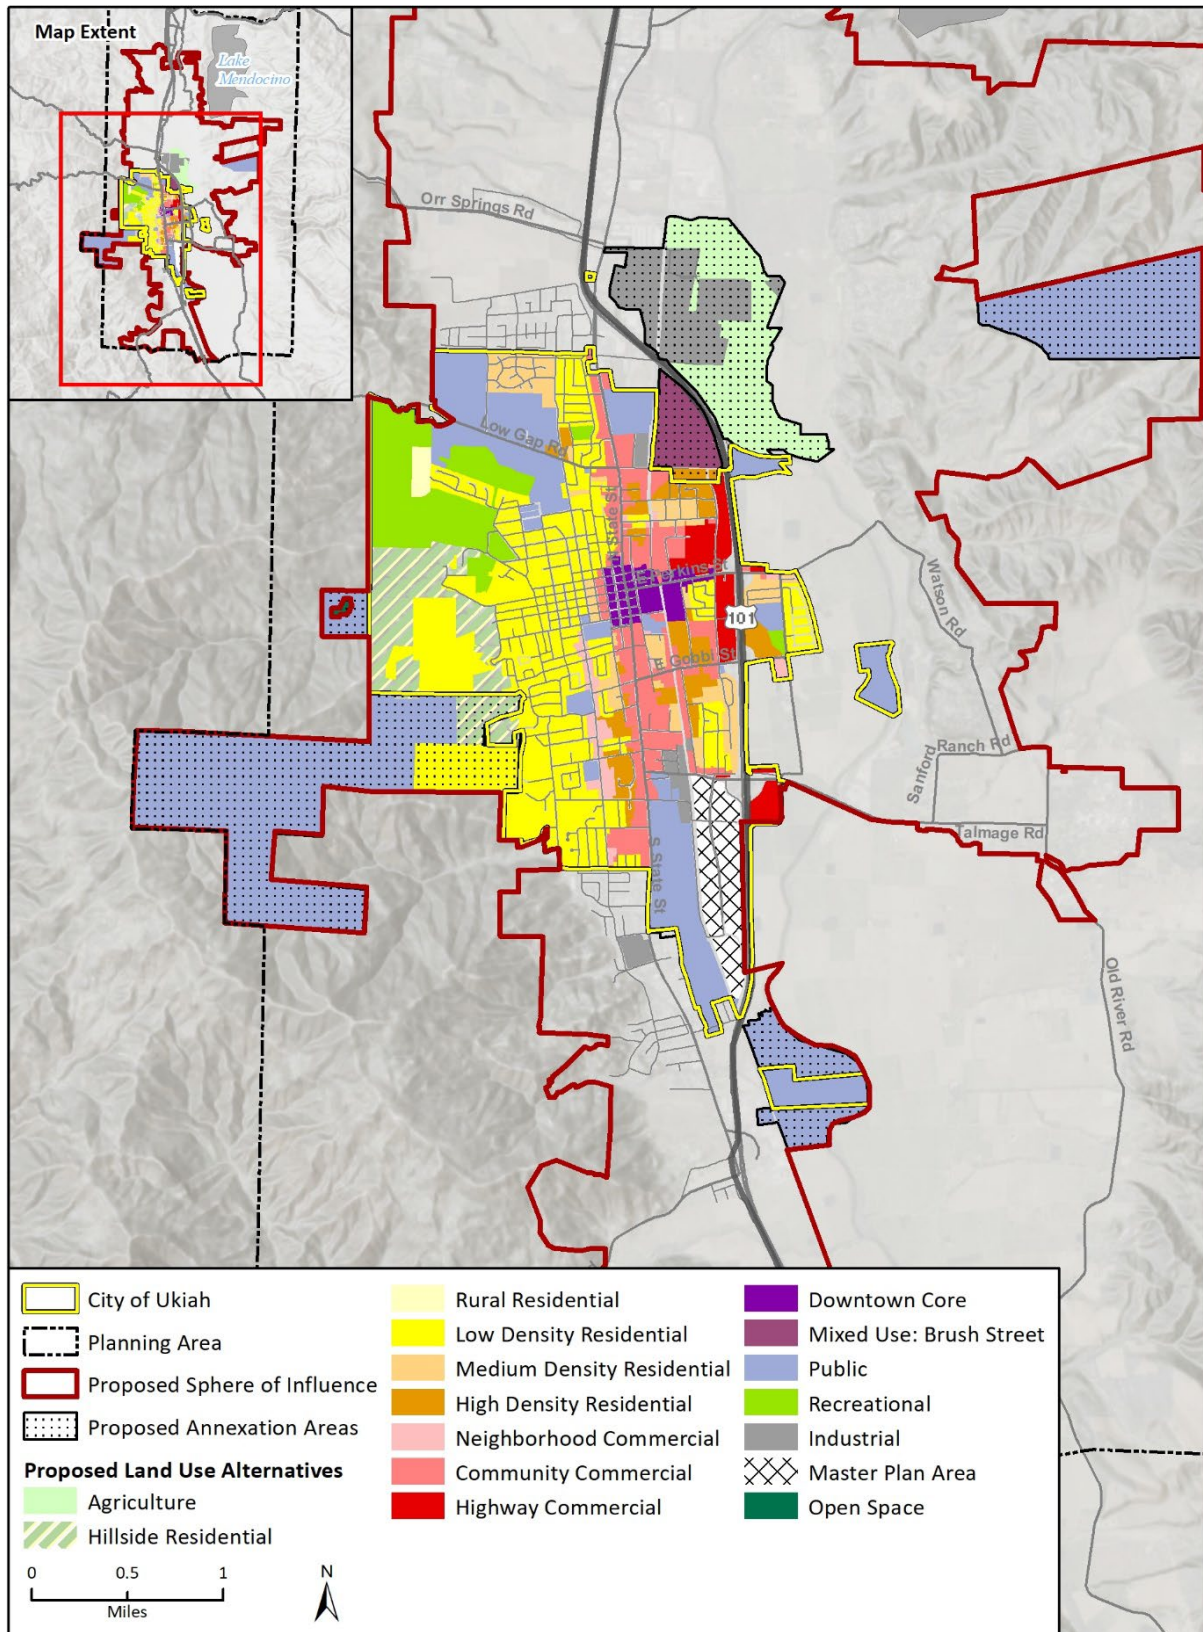 Map Extent
Lake
Mendocino
Orr Springs Rd
Low Gap Rd
N State St
E Perkins St
101
Watson Rd
E Gobbi St
Sanford
Ranch Rd
Talmage Rd
S State St
Old River Rd
City of Ukiah
Planning Area
Proposed Sphere of Influence
Proposed Annexation Areas
Proposed Land Use Alternatives
Agriculture
Hillside Residential
Rural Residential
Low Density Residential
Medium Density Residential
High Density Residential
Neighborhood Commercial
Community Commercial
Highway Commercial
Downtown Core
Mixed Use: Brush Street
Public
Recreational
Industrial
Master Plan Area
Open Space
0 0.5 1
Miles
N